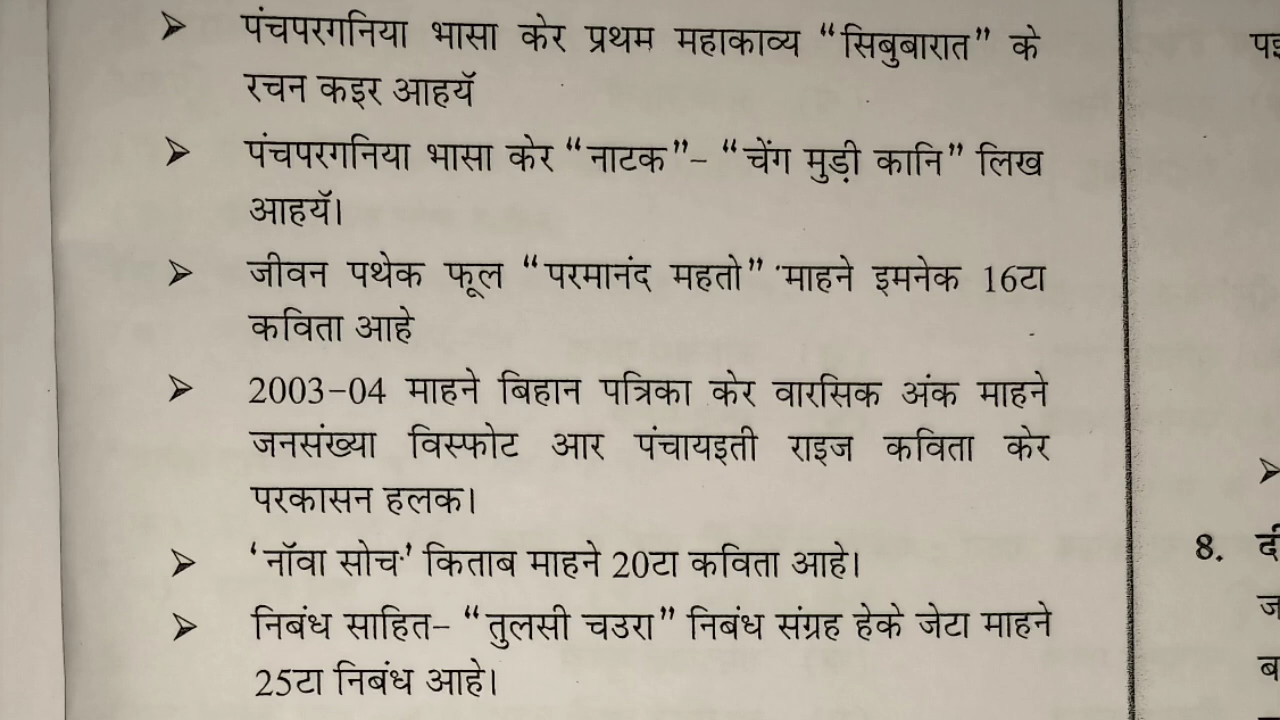 ➢ पंचपरगनिया भासा केर प्रथम महाकाव्य “सिबुबारात” के
रचन कइर आहयॅ
➢ पंचपरगनिया भासा केर “नाटक”- “चेंग मुड़ी कानि” लिख
आहयॅ।
➢ जीवन पथेक फूल “परमानंद महतो” माहने इमनेक 16टा
कविता आहे
➢ 2003-04 माहने बिहान पत्रिका केर वारसिक अंक माहने
जनसंख्या विस्फोट आर पंचायइती राइज कविता केर
परकासन हलक।
➢ ‘नॉवा सोच’ किताब माहने 20टा कविता आहे।
➢ निबंध साहित- “तुलसी चउरा” निबंध संग्रह हेके जेटा माहने
25टा निबंध आहे।
➢
8.
ज
ब